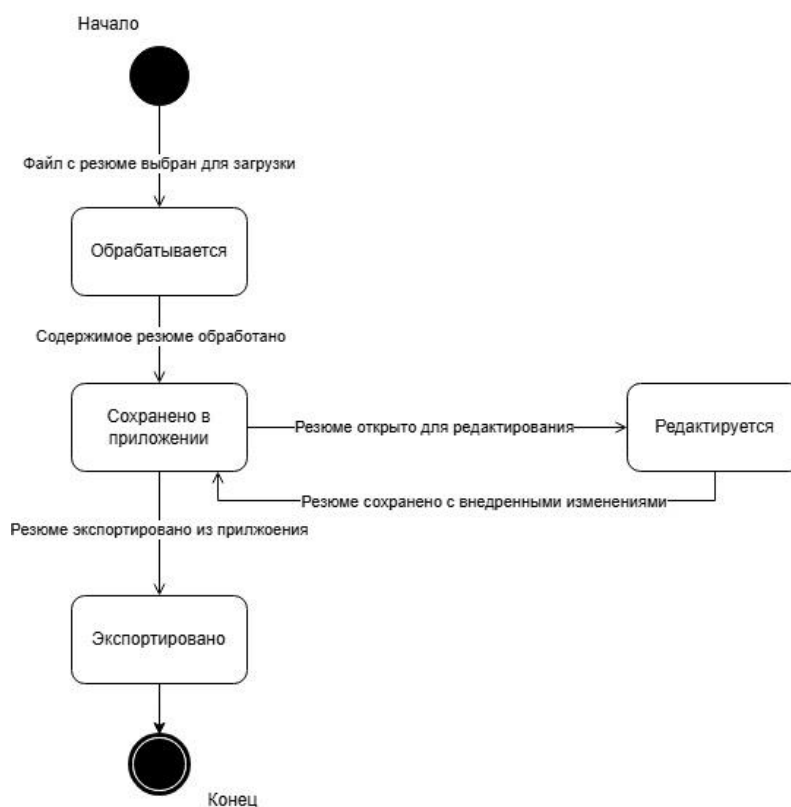 Начало
Файл с резюме выбран для загрузки
Обрабатывается
Содержимое резюме обработано
Сохранено в
приложении
Резюме открыто для редактирования
Редактируется
Резюме сохранено с внедренными изменениями
Резюме экспортировано из прилжоения
Экспортировано
Конец